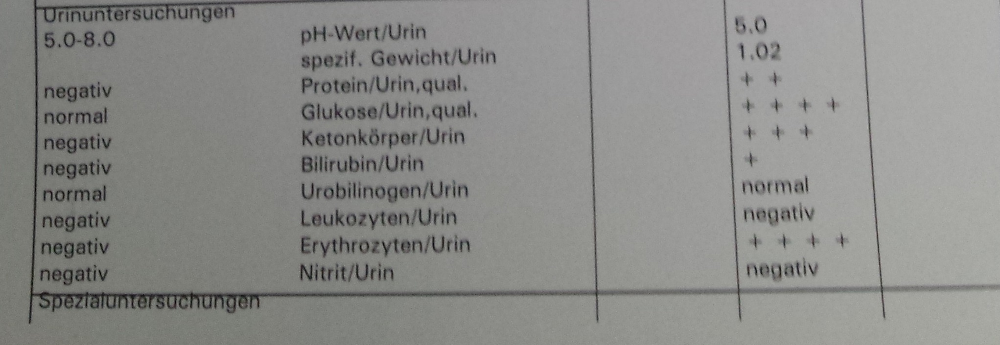 Urinuntersuchungen
5.0-8.0 pH-Wert/Urin 5.0
spezif. Gewicht/Urin 1.02
negativ Protein/Urin,qual. + +
normal Glukose/Urin,qual. + + + +
negativ Ketonkörper/Urin + + +
negativ Bilirubin/Urin +
normal Urobilinogen/Urin normal
negativ Leukozyten/Urin negativ
negativ Erythrozyten/Urin + + + +
negativ Nitrit/Urin negativ
Spezialuntersuchungen